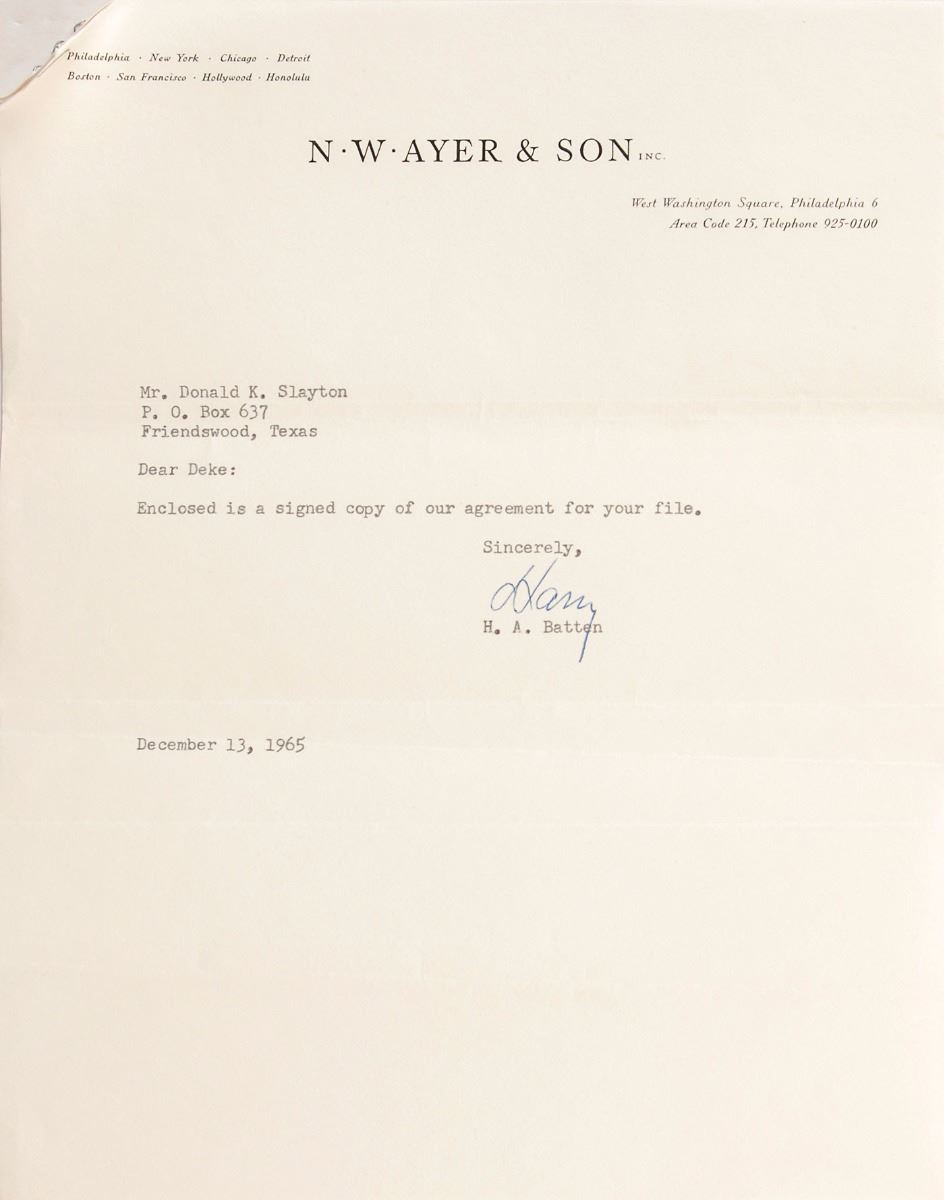 Philadelphia · New York · Chicago · Detroit
Boston · San Francisco · Hollywood · Honolulu
N·W·AYER & SON INC.
West Washington Square, Philadelphia 6
Area Code 215, Telephone 925-0100
Mr. Donald K. Slayton
P. O. Box 637
Friendswood, Texas
Dear Deke:
Enclosed is a signed copy of our agreement for your file.
Sincerely,
Harry
H. A. Batten
December 13, 1965